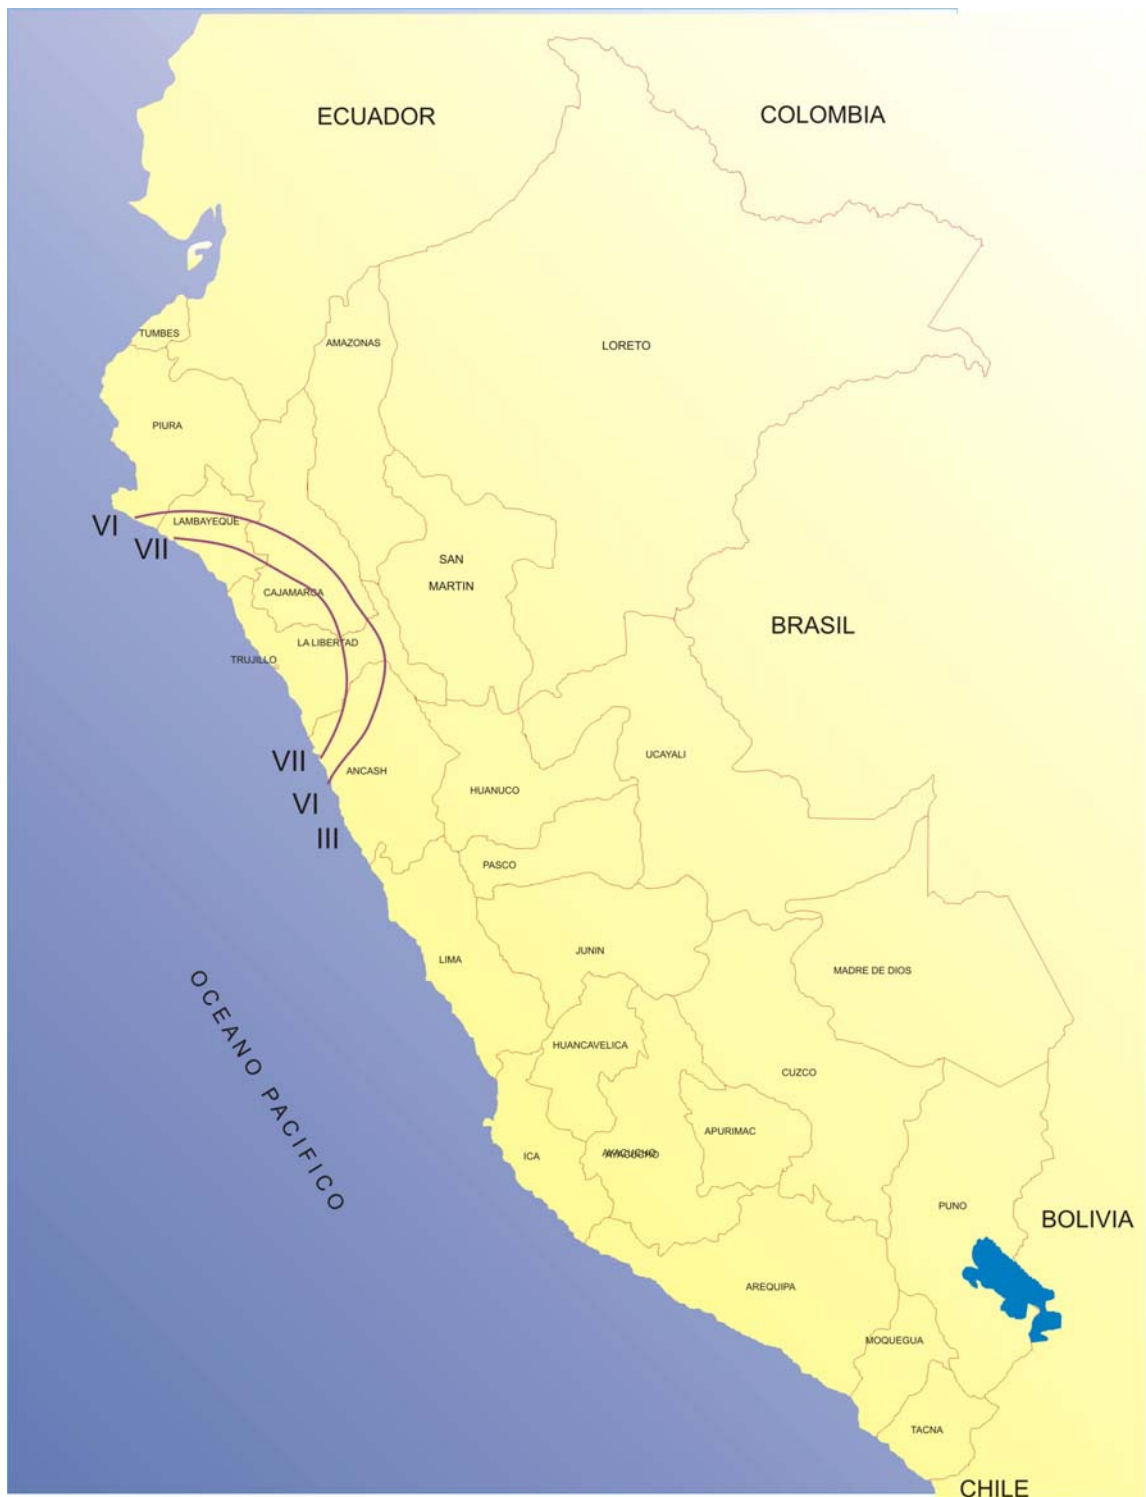 ECUADOR
COLOMBIA
TUMBES
AMAZONAS
LORETO
PIURA
VI
LAMBAYEQUE
VII
SAN
MARTIN
CAJAMARCA
BRASIL
LA LIBERTAD
TRUJILLO
VII
ANCASH
UCAYALI
HUANUCO
VI
III
PASCO
JUNIN
LIMA
MADRE DE DIOS
OCEANO PACIFICO
HUANCAVELICA
CUZCO
APURIMAC
AYACUCHO
AYACUCHO
ICA
PUNO
BOLIVIA
AREQUIPA
MOQUEGUA
TACNA
CHILE